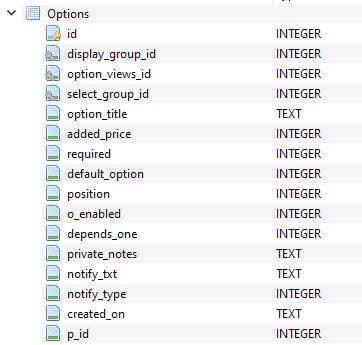 Options
id INTEGER
display_group_id INTEGER
option_views_id INTEGER
select_group_id INTEGER
option_title TEXT
added_price INTEGER
required INTEGER
default_option INTEGER
position INTEGER
o_enabled INTEGER
depends_one INTEGER
private_notes TEXT
notify_txt TEXT
notify_type INTEGER
created_on TEXT
p_id INTEGER